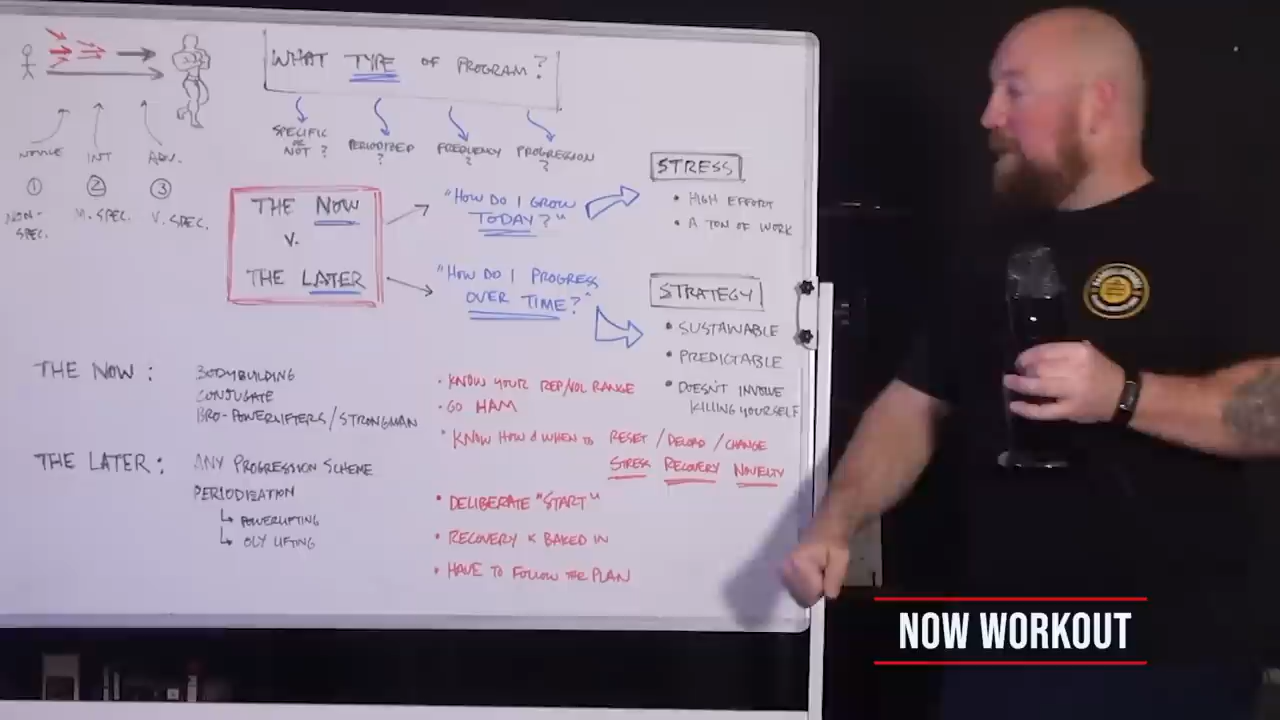 WHAT TYPE OF PROGRAM?
SPECIFIC
OR
NOT?
PERIODIZED
?
FREQUENCY
?
PROGRESSION
?
NOVICE
INT
ADV.
1
2
3
NON-
SPEC.
M. SPEC.
V. SPEC.
THE NOW
V.
THE LATER
"HOW DO I GROW
TODAY?"
"HOW DO I PROGRESS
OVER TIME?"
STRESS
• HIGH EFFORT
• A TON OF WORK
STRATEGY
• SUSTAINABLE
• PREDICTABLE
• DOESN'T INVOLVE
KILLING YOURSELF
THE NOW:
BODYBUILDING
CONJUGATE
BRO-POWERLIFTERS/STRONGMAN
• KNOW YOUR REP/VOL RANGE
• GO HAM
• KNOW HOW & WHEN TO RESET/DELOAD/CHANGE
STRESS RECOVERY NOVELTY
THE LATER:
ANY PROGRESSION SCHEME
PERIODIZATION
↳ POWERLIFTING
↳ OLY LIFTING
• DELIBERATE "START"
• RECOVERY IS BAKED IN
• HAVE TO FOLLOW THE PLAN
NOW WORKOUT